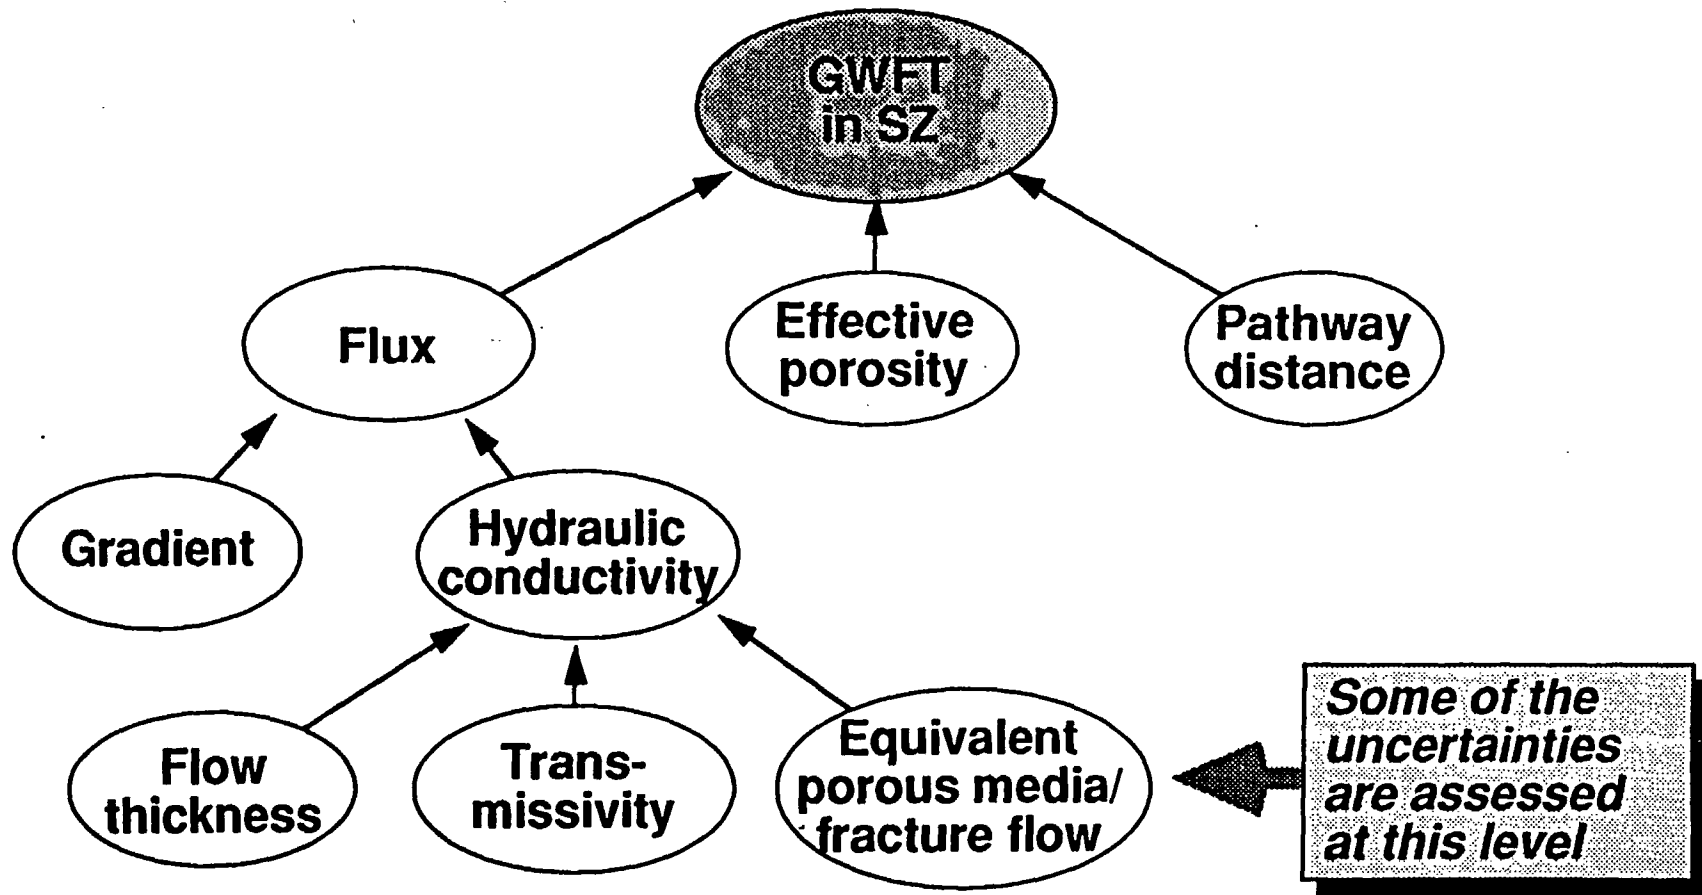 GWFT
in SZ
Flux
Effective
porosity
Pathway
distance
Gradient
Hydraulic
conductivity
Flow
thickness
Trans-
missivity
Equivalent
porous media/
fracture flow
Some of the
uncertainties
are assessed
at this level